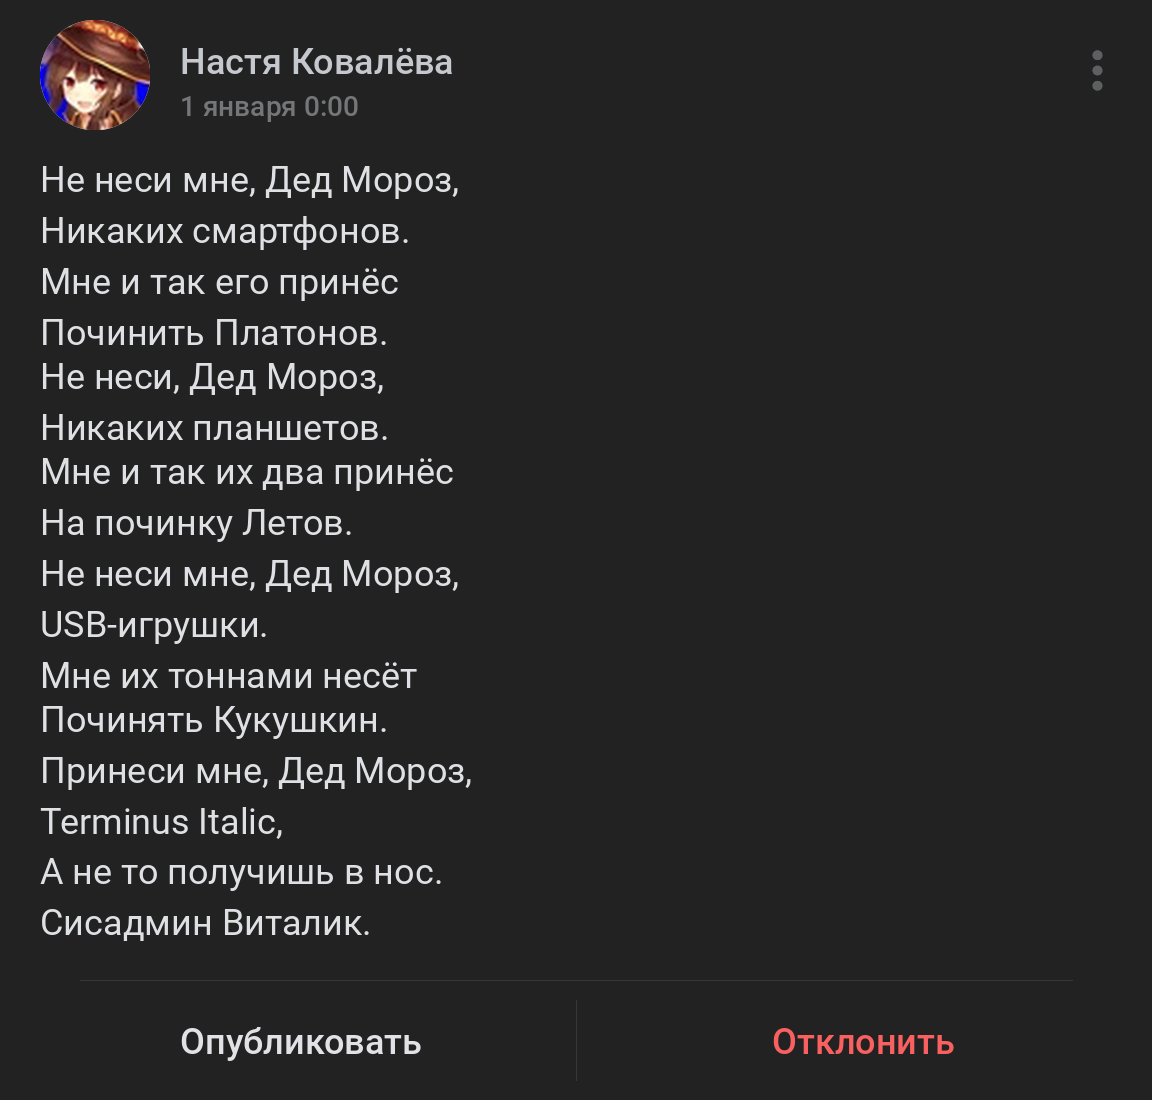 Настя Ковалёва
1 января 0:00
Не неси мне, Дед Мороз,
Никаких смартфонов.
Мне и так его принёс
Починить Платонов.
Не неси, Дед Мороз,
Никаких планшетов.
Мне и так их два принёс
На починку Летов.
Не неси мне, Дед Мороз,
USB-игрушки.
Мне их тоннами несёт
Починять Кукушкин.
Принеси мне, Дед Мороз,
Terminus Italic,
А не то получишь в нос.
Сисадмин Виталик.
Опубликовать
Отклонить